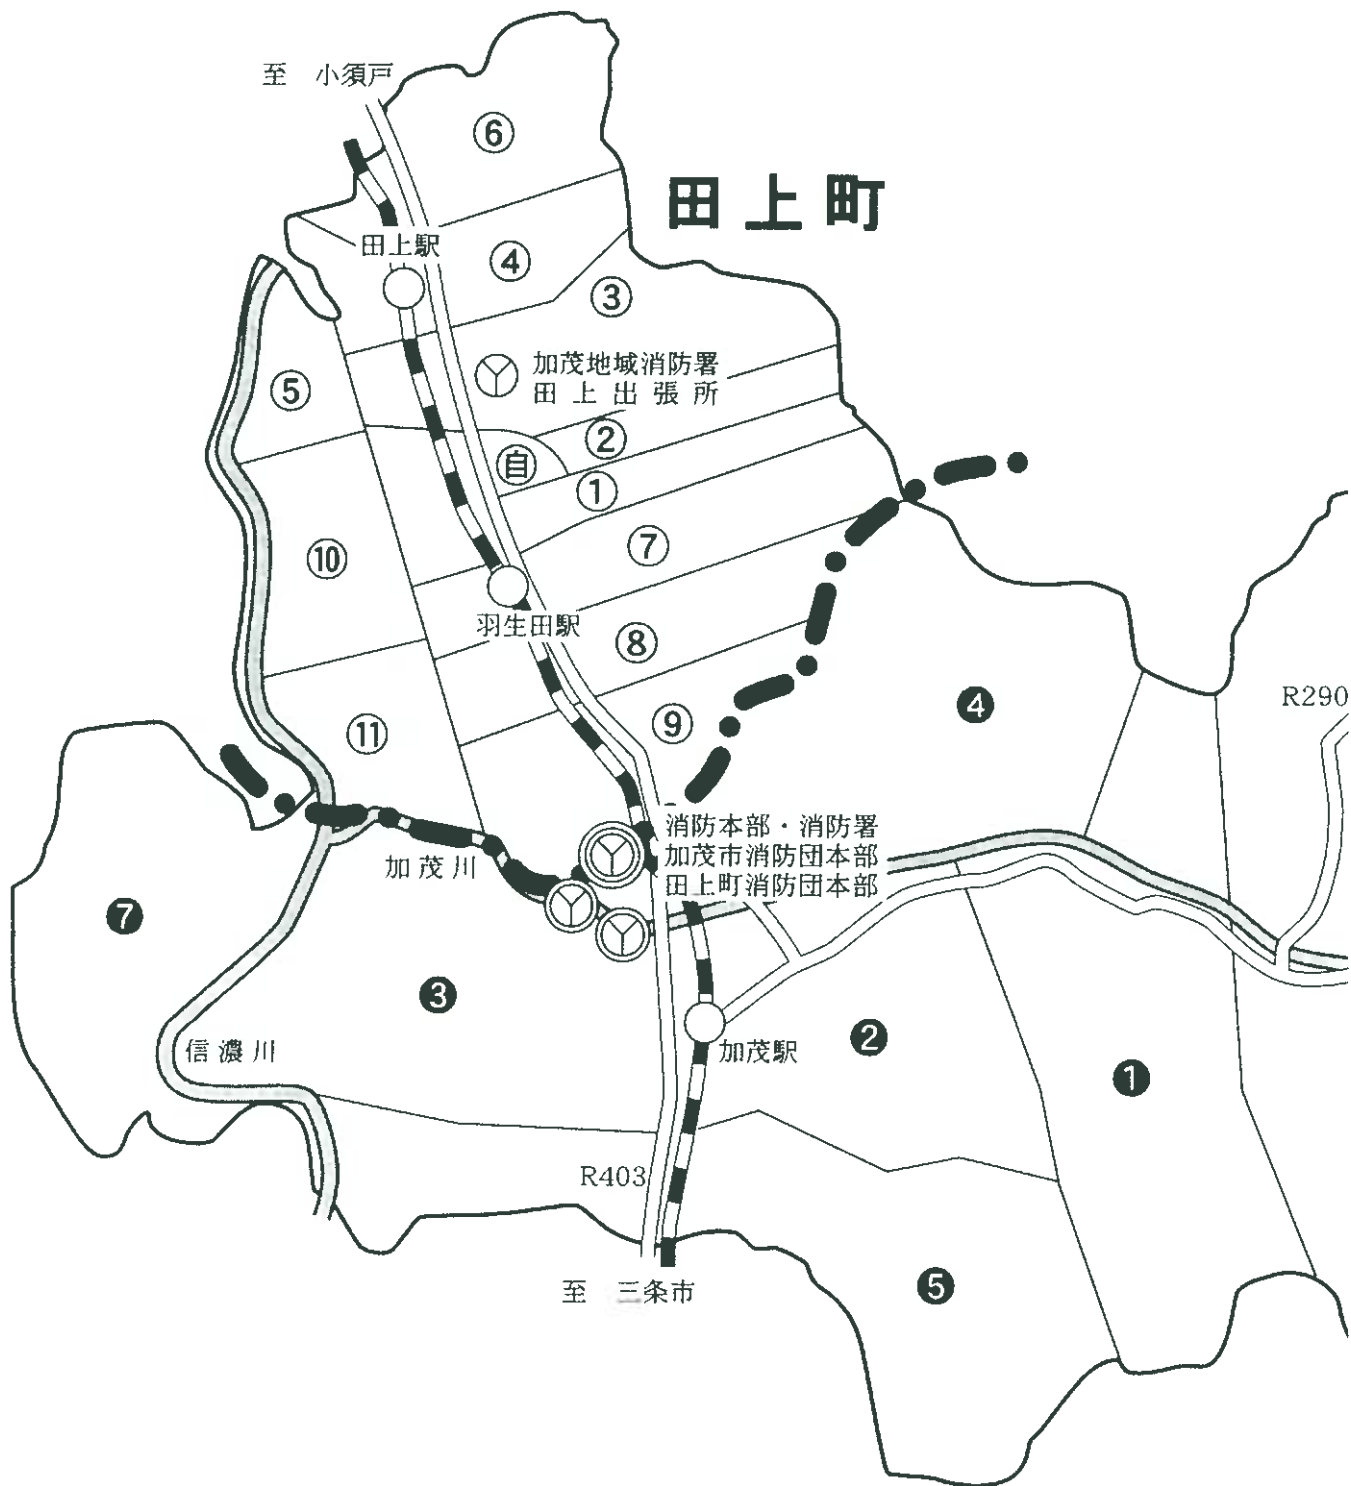 至 小須戸
⑥
田上町
田上駅
④
③
加茂地域消防署
田上出張所
⑤
②
自
①
⑩
⑦
羽生田駅
⑧
④
R290
⑨
⑪
消防本部・消防署
加茂市消防団本部
田上町消防団本部
加茂川
❼
❸
❷
信濃川
加茂駅
❶
R403
至 三条市
❺